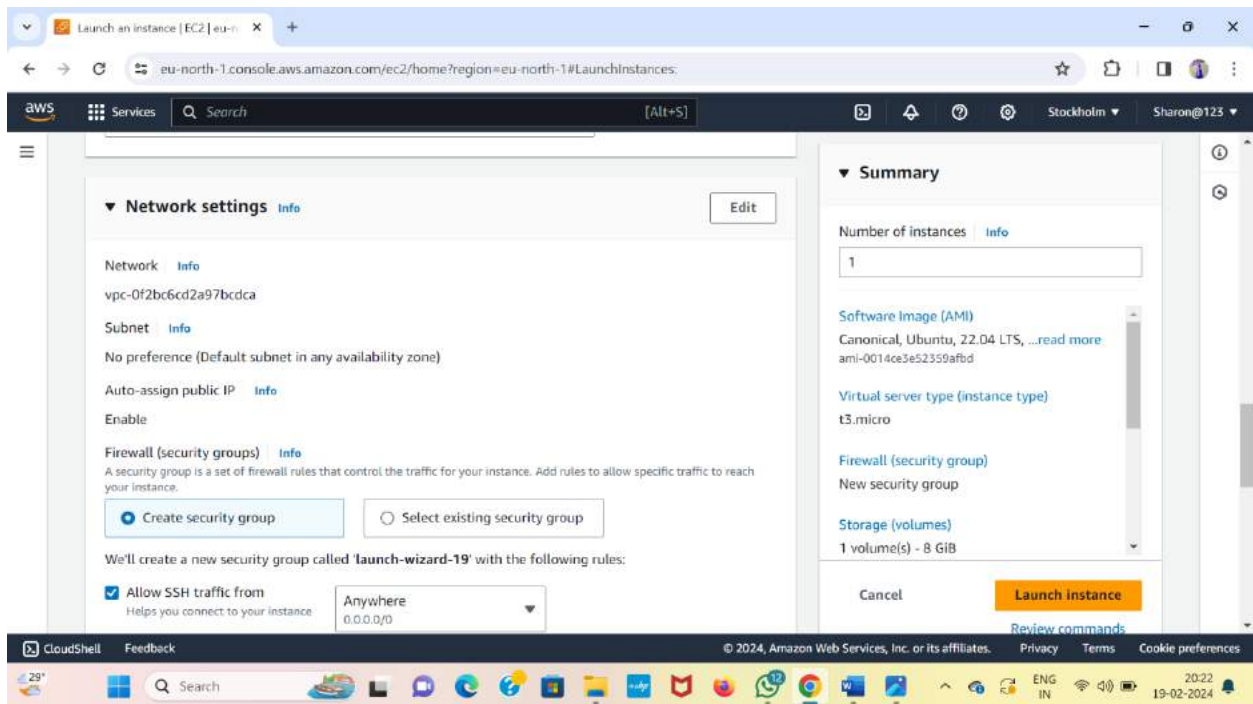 Launch an instance | EC2 | eu-n
eu-north-1.console.aws.amazon.com/ec2/home?region=eu-north-1#LaunchInstances:
aws
Services
Search
[Alt+S]
Stockholm
Sharon@123
Network settings Info
Edit
Network Info
vpc-0f2bc6cd2a97bcdca
Subnet Info
No preference (Default subnet in any availability zone)
Auto-assign public IP Info
Enable
Firewall (security groups) Info
A security group is a set of firewall rules that control the traffic for your instance. Add rules to allow specific traffic to reach
your instance.
Create security group
Select existing security group
We'll create a new security group called 'launch-wizard-19' with the following rules:
Allow SSH traffic from
Helps you connect to your instance
Anywhere
0.0.0.0/0
Summary
Number of instances Info
1
Software Image (AMI)
Canonical, Ubuntu, 22.04 LTS, ...read more
ami-0014ce3e52359afbd
Virtual server type (instance type)
t3.micro
Firewall (security group)
New security group
Storage (volumes)
1 volume(s) - 8 GiB
Cancel
Launch instance
Review commands
CloudShell
Feedback
© 2024, Amazon Web Services, Inc. or its affiliates.
Privacy
Terms
Cookie preferences
29°
Search
12
ENG
IN
20:22
19-02-2024